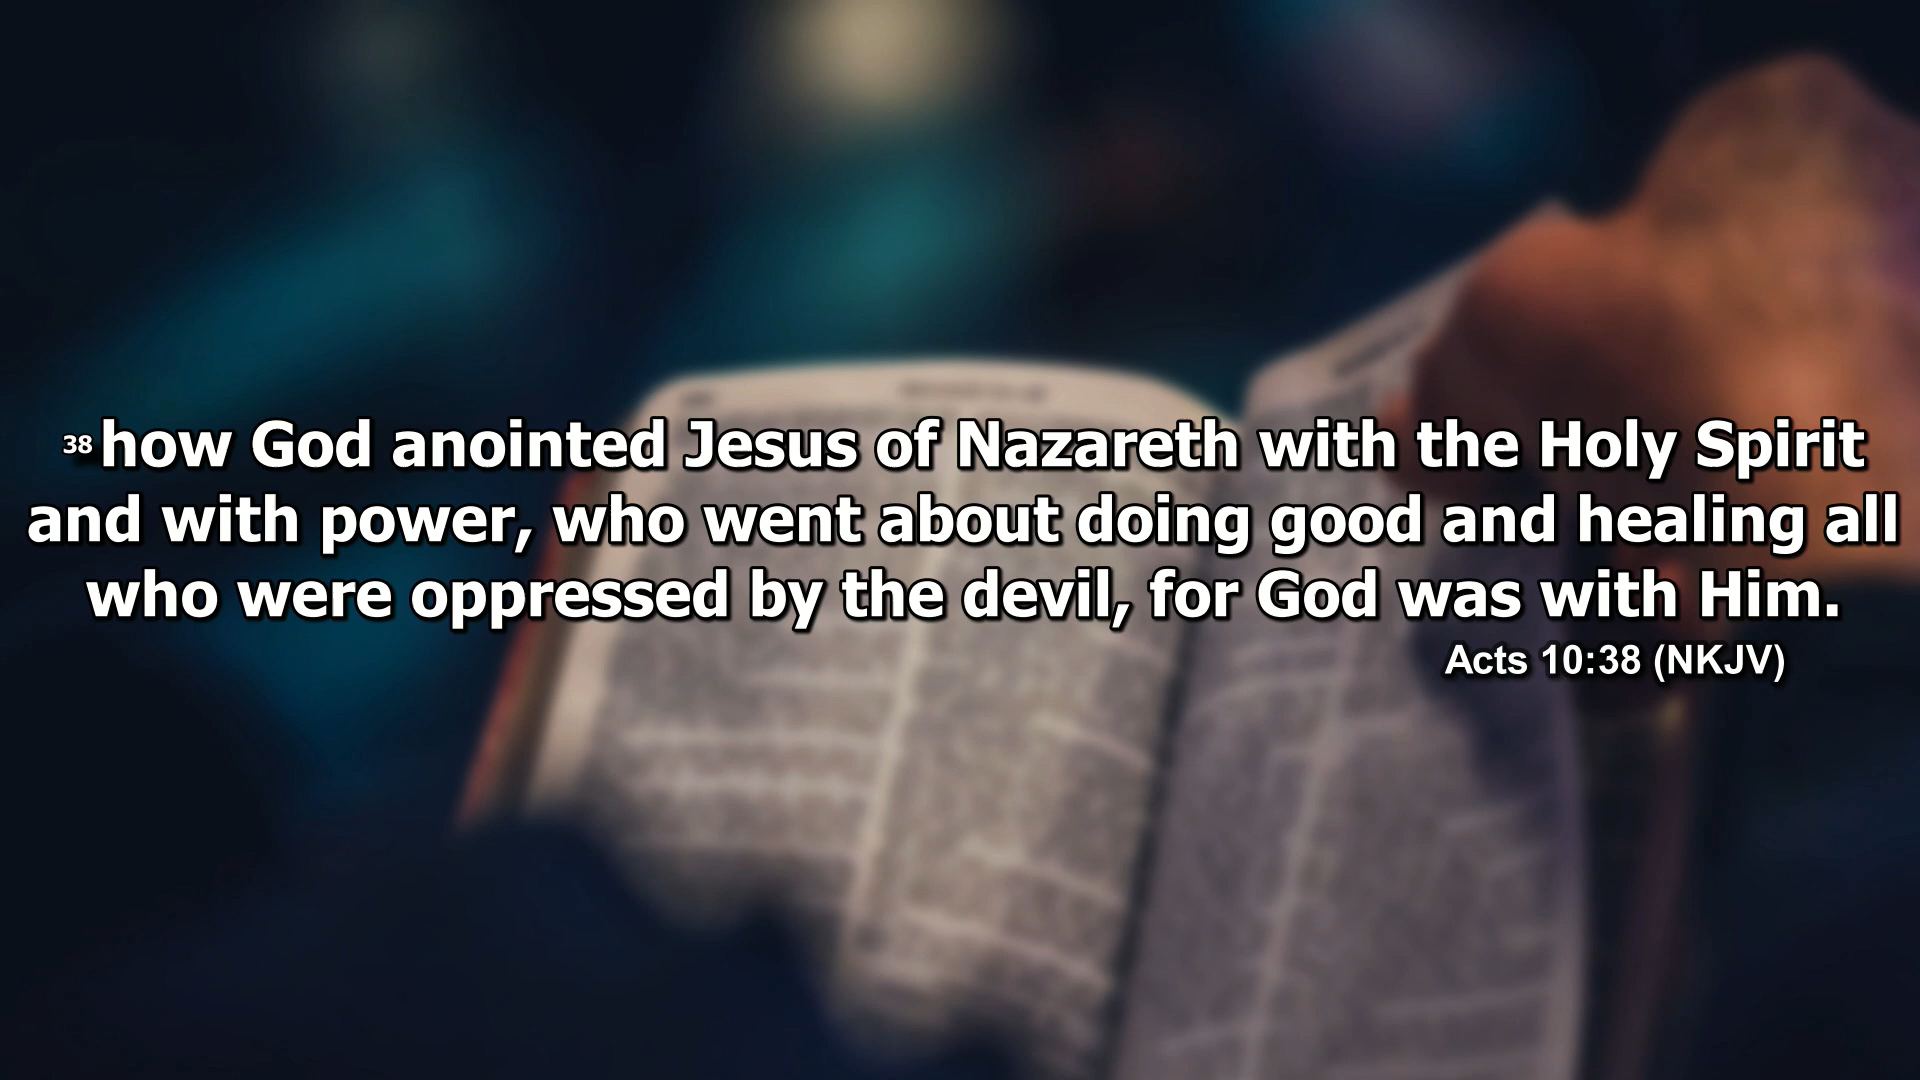 38 how God anointed Jesus of Nazareth with the Holy Spirit
and with power, who went about doing good and healing all
who were oppressed by the devil, for God was with Him.
Acts 10:38 (NKJV)